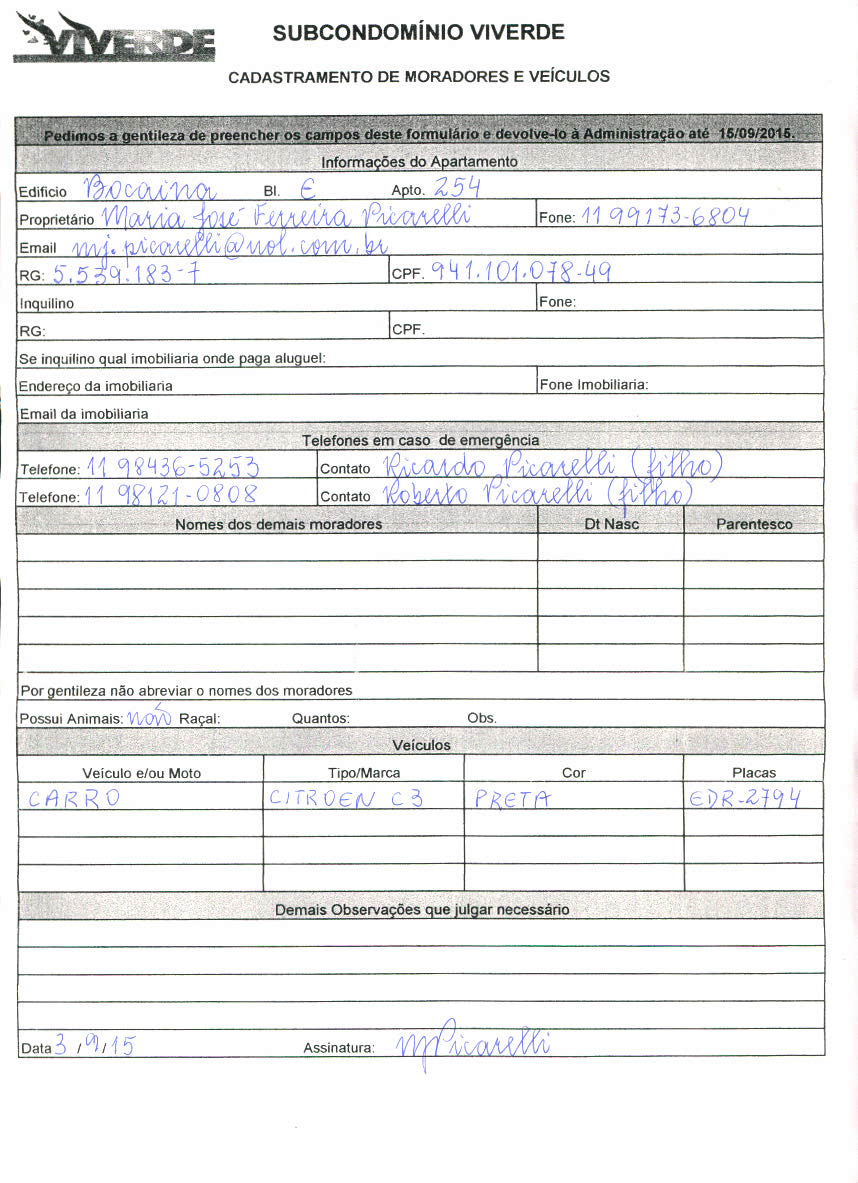 VIVERDE
SUBCONDOMÍNIO VIVERDE
CADASTRAMENTO DE MORADORES E VEÍCULOS
Pedimos a gentileza de preencher os campos deste formulário e devolve-lo à Administração até 15/09/2015.
Informações do Apartamento
Edificio Bocaina Bl. E Apto. 254
Proprietário Maria José Ferreira Picarelli Fone: 11 99173-6804
Email mj.picarelli@uol.com.br
RG: 5.539.183-7 CPF. 941.101.078-49
Inquilino Fone:
RG: CPF.
Se inquilino qual imobiliaria onde paga aluguel:
Endereço da imobiliaria Fone Imobiliaria:
Email da imobiliaria
Telefones em caso de emergência
Telefone: 11 98436-5253 Contato Ricardo Picarelli (filho)
Telefone: 11 98121-0808 Contato Roberto Picarelli (filho)
Nomes dos demais moradores Dt Nasc Parentesco
Por gentileza não abreviar o nomes dos moradores
Possui Animais: não Raçal: Quantos: Obs.
Veículos
Veículo e/ou Moto Tipo/Marca Cor Placas
CARRO CITROEN C3 PRETA EDR-2794
Demais Observações que julgar necessário
Data 3 / 9 / 15 Assinatura: MPicarelli